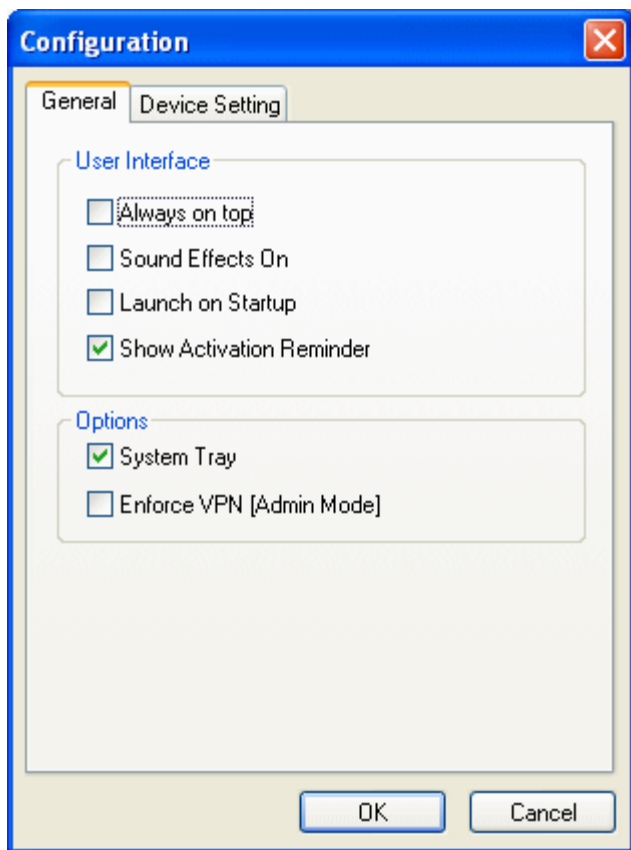 Configuration
General Device Setting
User Interface
Always on top
Sound Effects On
Launch on Startup
Show Activation Reminder
Options
System Tray
Enforce VPN [Admin Mode]
OK Cancel